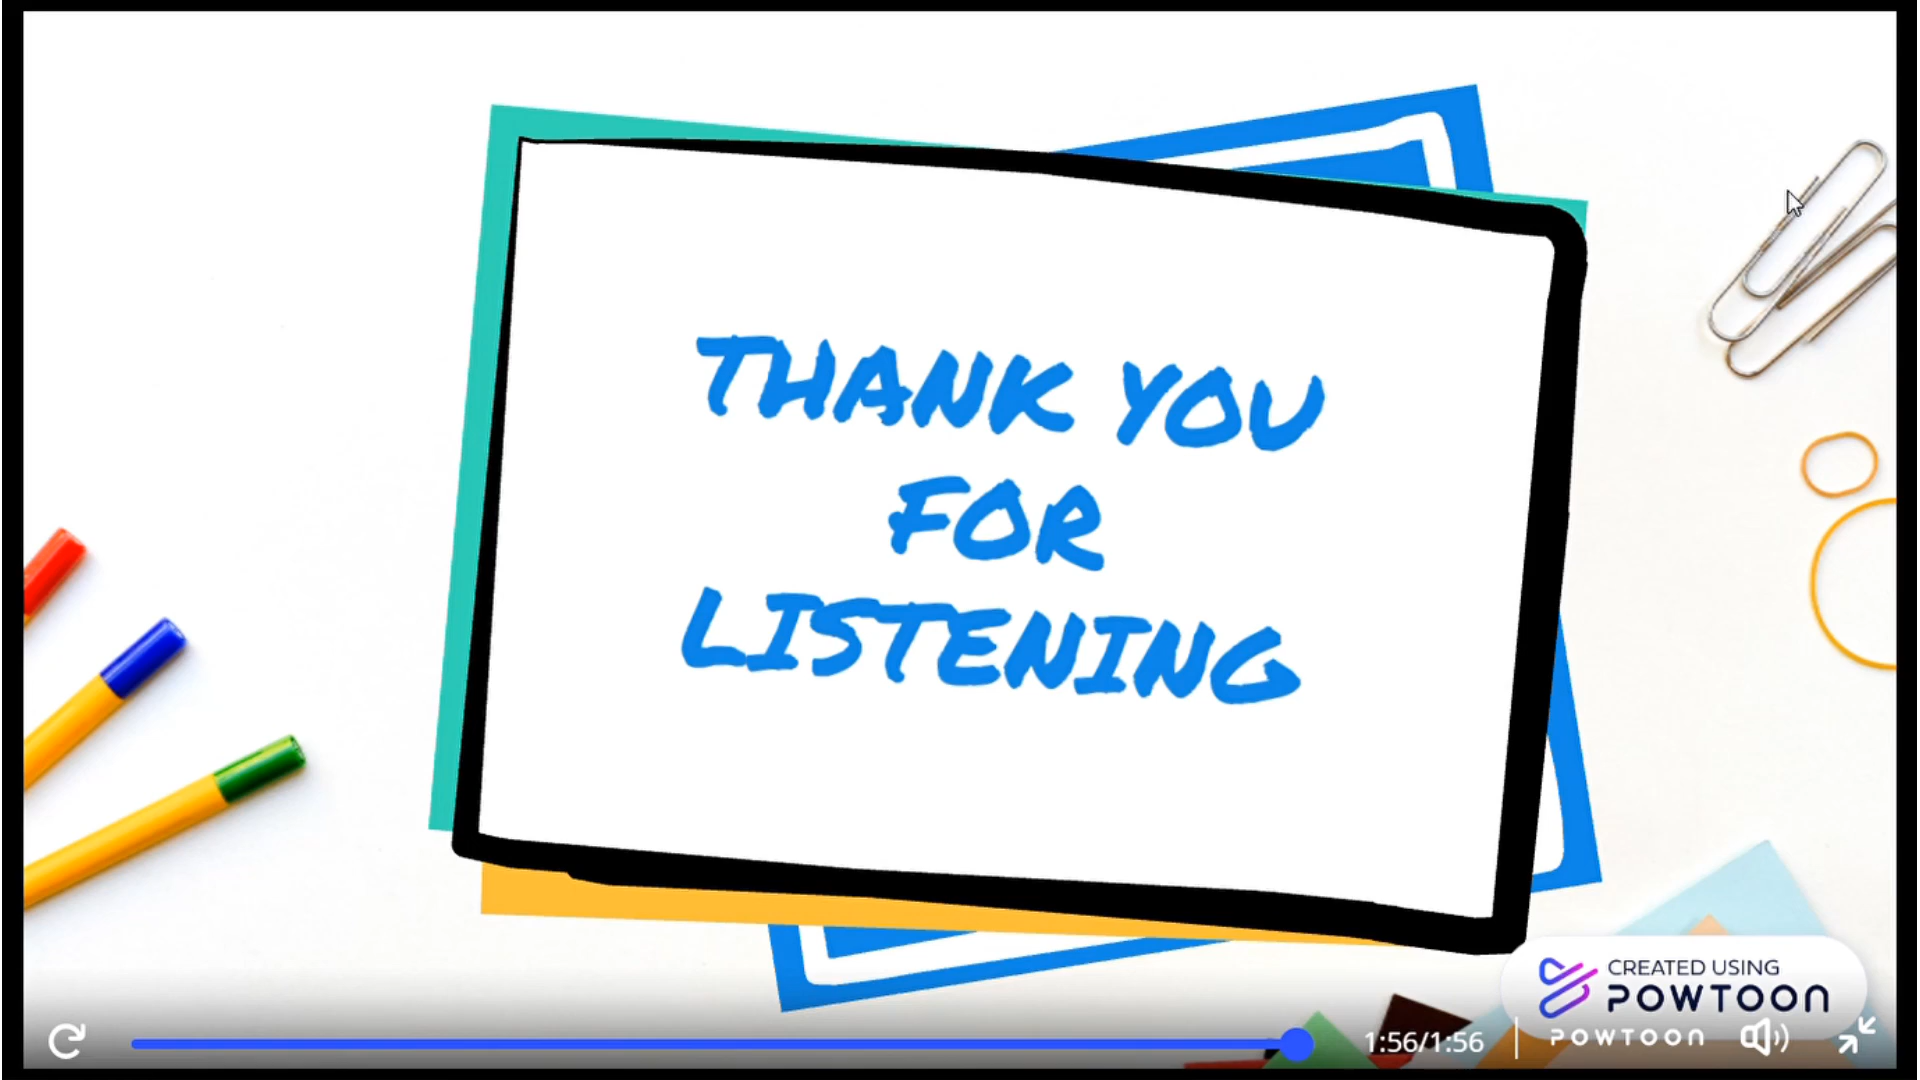 THANK YOU
FOR
LISTENING
CREATED USING
POWTOON
1:56/1:56
POWTOON